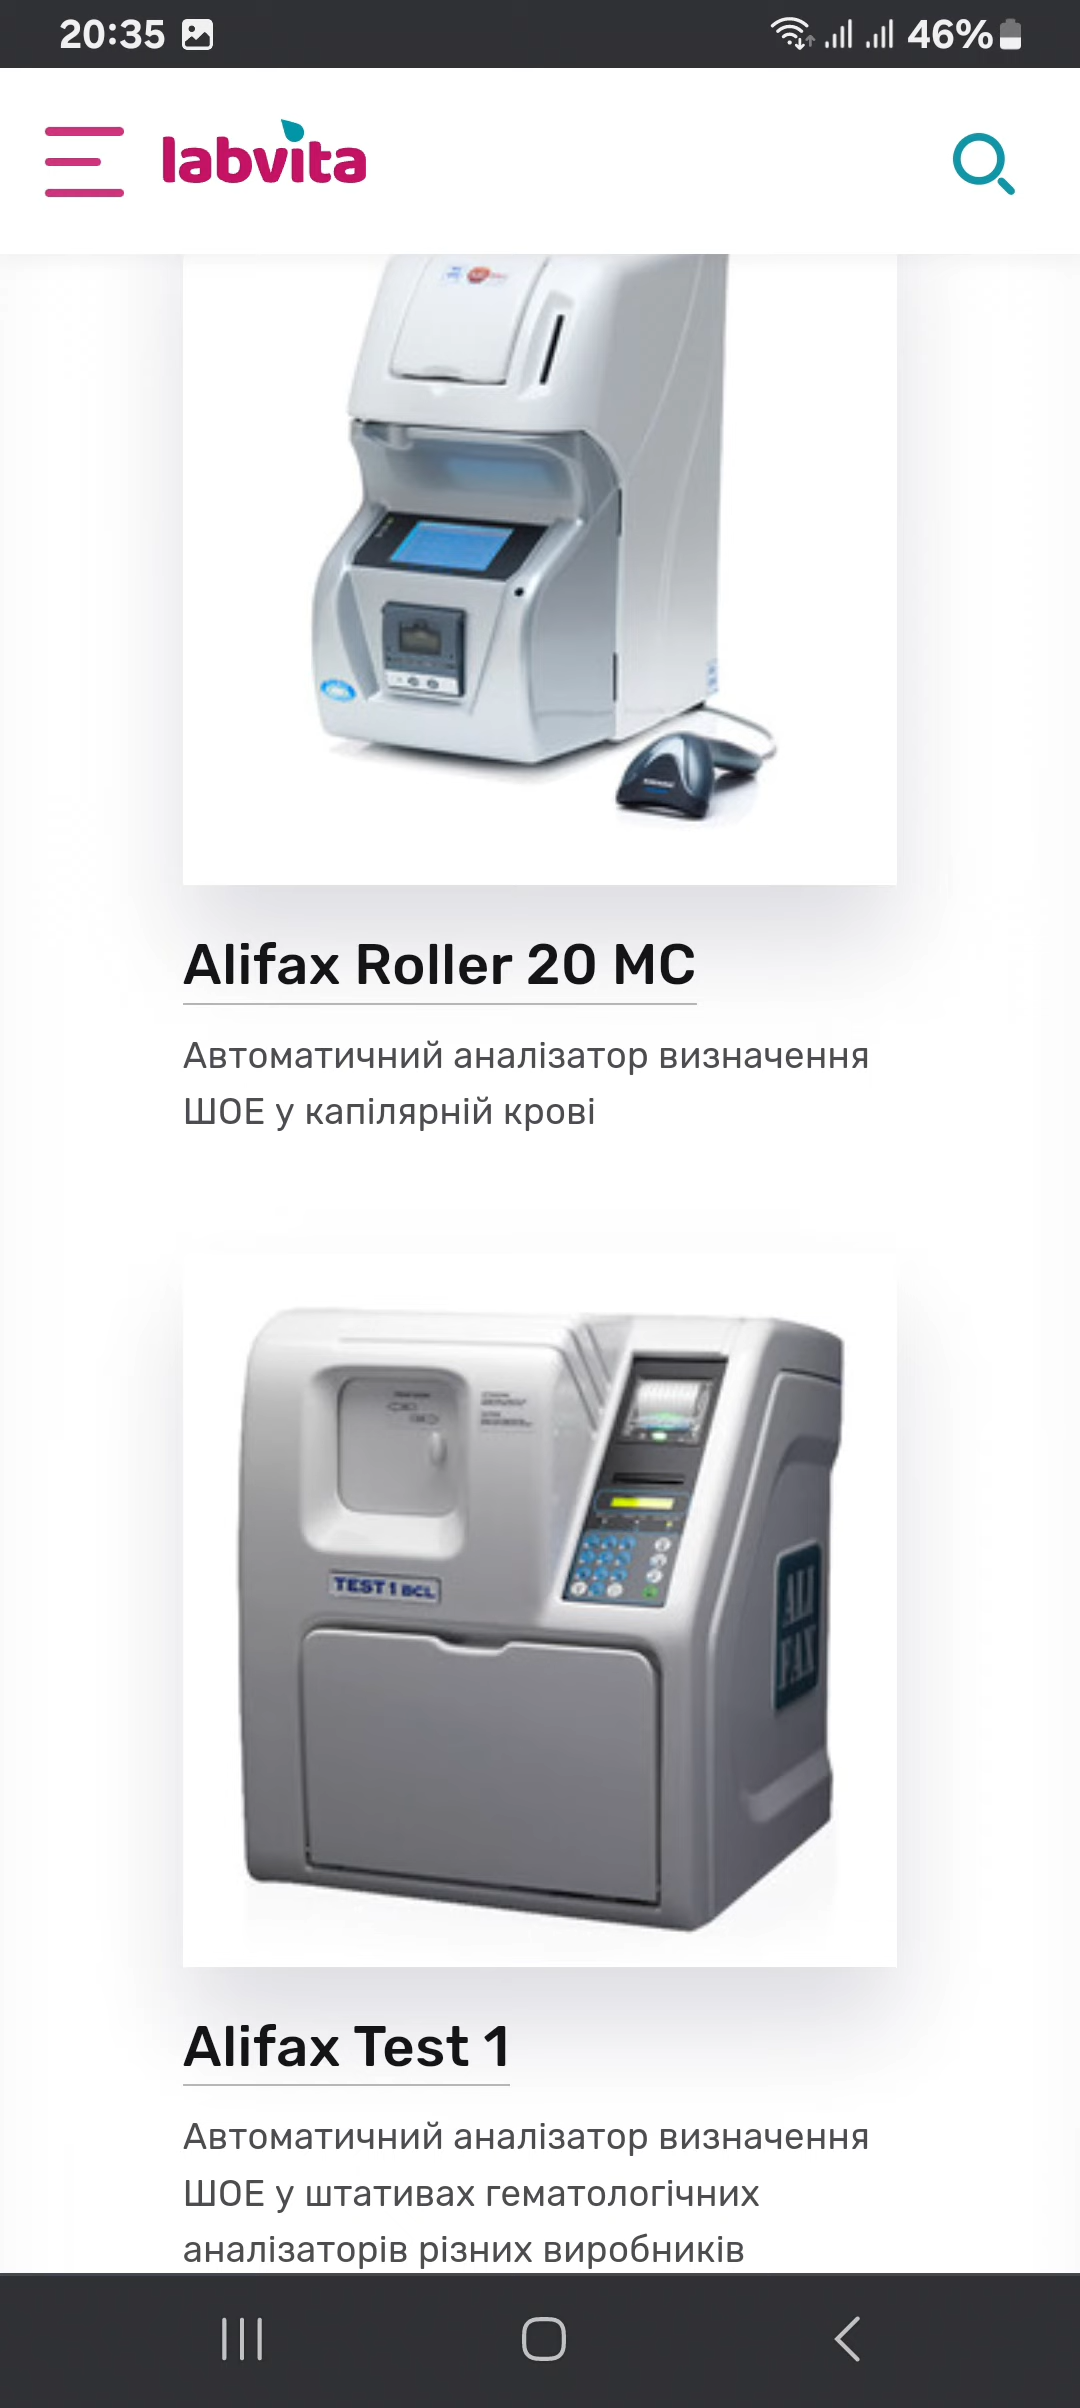 20:35
46%
labvita
Alifax Roller 20 MC
Автоматичний аналізатор визначення
ШОЕ у капілярній крові
TEST 1 BCL
ALI
FAX
Alifax Test 1
Автоматичний аналізатор визначення
ШОЕ у штативах гематологічних
аналізаторів різних виробників